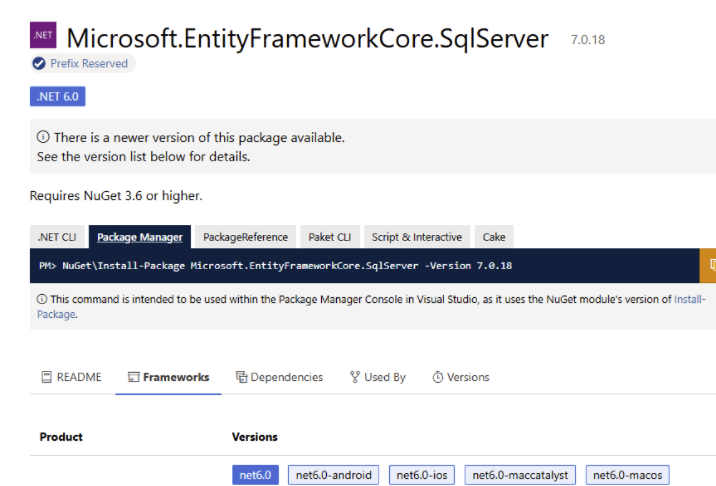 .NET Microsoft.EntityFrameworkCore.SqlServer 7.0.18
Prefix Reserved
.NET 6.0
There is a newer version of this package available.
See the version list below for details.
Requires NuGet 3.6 or higher.
.NET CLI Package Manager PackageReference Paket CLI Script & Interactive Cake
PM> NuGet\Install-Package Microsoft.EntityFrameworkCore.SqlServer -Version 7.0.18
This command is intended to be used within the Package Manager Console in Visual Studio, as it uses the NuGet module's version of Install-
Package.
README Frameworks Dependencies Used By Versions
Product Versions
net6.0 net6.0-android net6.0-ios net6.0-maccatalyst net6.0-macos